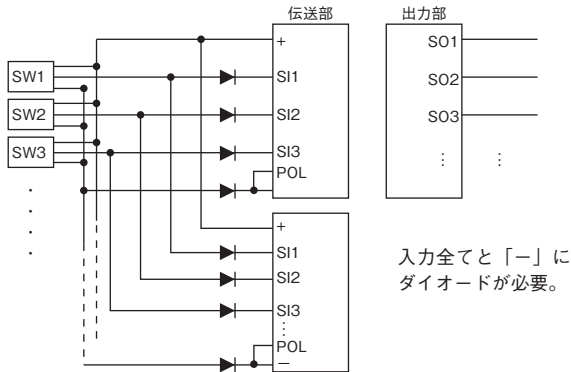 伝送部
出力部
+
SO1
SW1
SI1
SO2
SW2
SI2
SO3
SW3
SI3
POL
+
SI1
入力全てと「－」に
SI2
ダイオードが必要。
SI3
POL
－